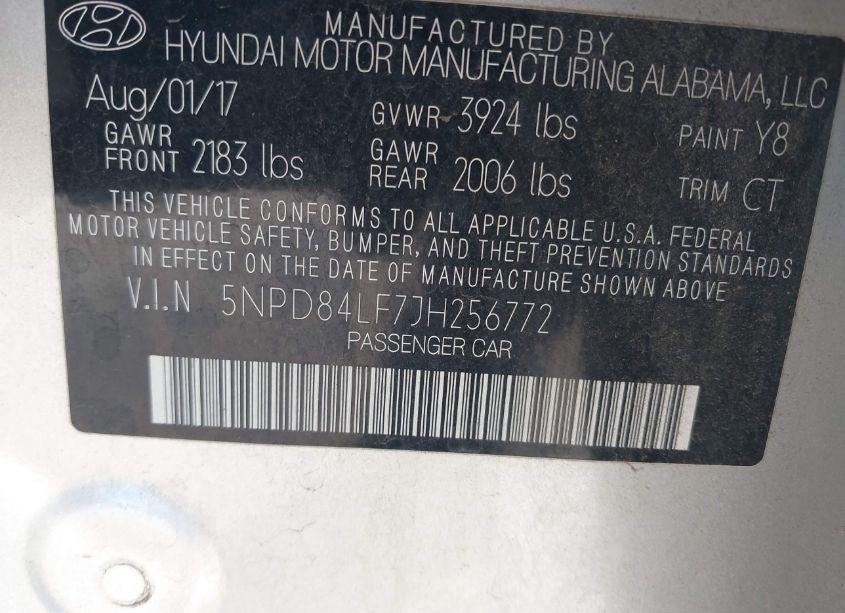 MANUFACTURED BY
HYUNDAI MOTOR MANUFACTURING ALABAMA, LLC
Aug/01/17 GVWR 3924 lbs PAINT Y8
GAWR FRONT 2183 lbs GAWR REAR 2006 lbs TRIM CT
THIS VEHICLE CONFORMS TO ALL APPLICABLE U.S.A. FEDERAL
MOTOR VEHICLE SAFETY, BUMPER, AND THEFT PREVENTION STANDARDS
IN EFFECT ON THE DATE OF MANUFACTURE SHOWN ABOVE
V.I.N 5NPD84LF7JH256772
PASSENGER CAR